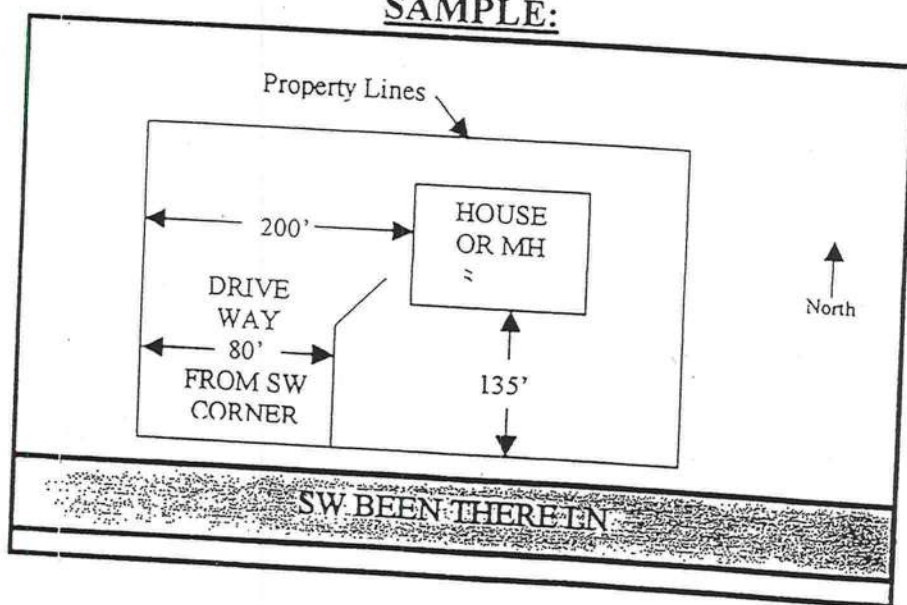 SAMPLE:
Property Lines
200'
HOUSE
OR MH
North
DRIVE
WAY
80'
FROM SW
CORNER
135'
SW BEEN THERE LN